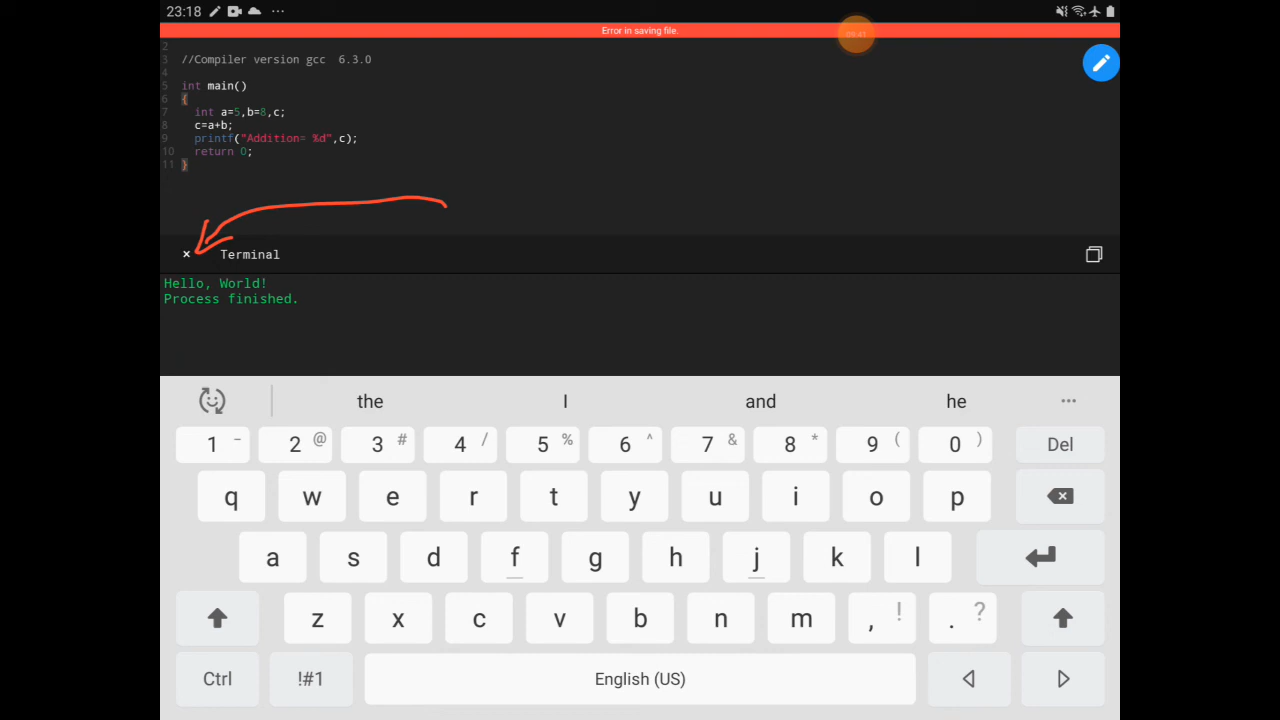 23:18 ...
Error in saving file.
09:41
2
3 //Compiler version gcc 6.3.0
4
5 int main()
6 {
7 int a=5,b=8,c;
8 c=a+b;
9 printf("Addition= %d",c);
10 return 0;
11 }
× Terminal
Hello, World!
Process finished.
the I and he ...
1 - 2 @ 3 # 4 / 5 % 6 ^ 7 & 8 * 9 ( 0 ) Del
q w e r t y u i o p
a s d f g h j k l
z x c v b n m , ! . ?
Ctrl !#1 English (US)